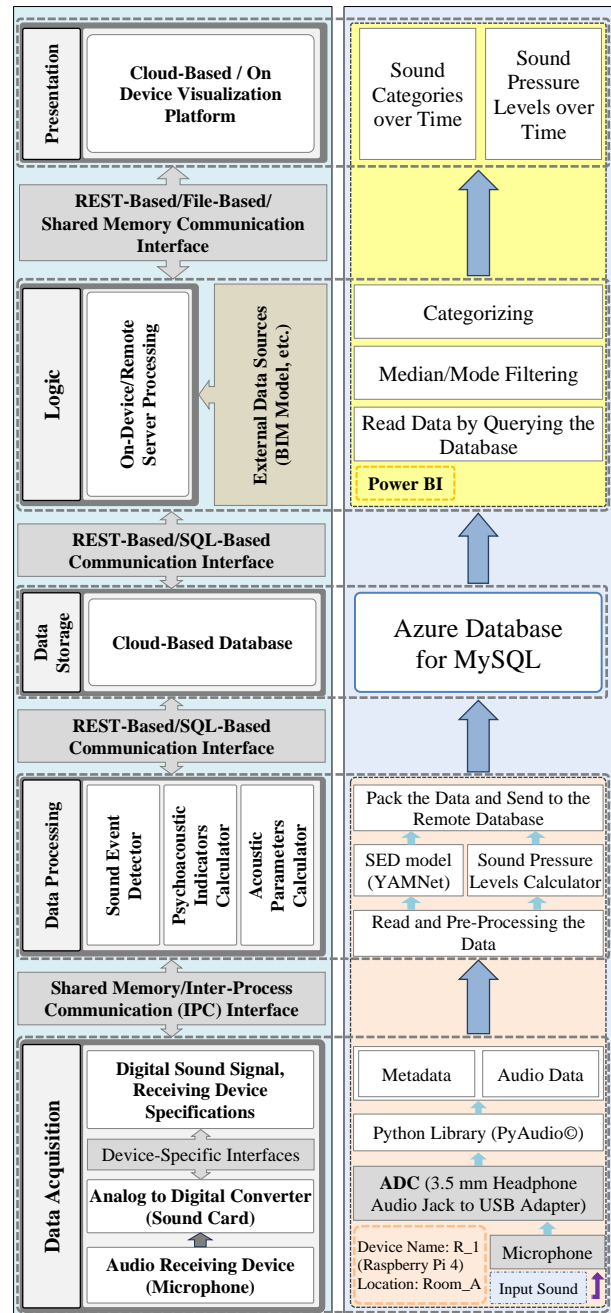 Presentation
Cloud-Based / On
Device Visualization
Platform
Sound
Categories
over Time
Sound
Pressure
Levels over
Time
REST-Based/File-Based/
Shared Memory Communication
Interface
Logic
On-Device/Remote
Server Processing
External Data Sources
(BIM Model, etc.)
Categorizing
Median/Mode Filtering
Read Data by Querying the
Database
Power BI
REST-Based/SQL-Based
Communication Interface
Data
Storage
Cloud-Based Database
Azure Database
for MySQL
REST-Based/SQL-Based
Communication Interface
Data Processing
Sound Event
Detector
Psychoacoustic
Indicators
Calculator
Acoustic
Parameters
Calculator
Pack the Data and Send to the
Remote Database
SED model
(YAMNet)
Sound Pressure
Levels Calculator
Read and Pre-Processing the
Data
Shared Memory/Inter-Process
Communication (IPC) Interface
Data Acquisition
Digital Sound Signal,
Receiving Device
Specifications
Device-Specific Interfaces
Analog to Digital Converter
(Sound Card)
Audio Receiving Device
(Microphone)
Metadata
Audio Data
Python Library (PyAudio©)
ADC (3.5 mm Headphone
Audio Jack to USB Adapter)
Device Name: R_1
(Raspberry Pi 4)
Location: Room_A
Microphone
Input Sound